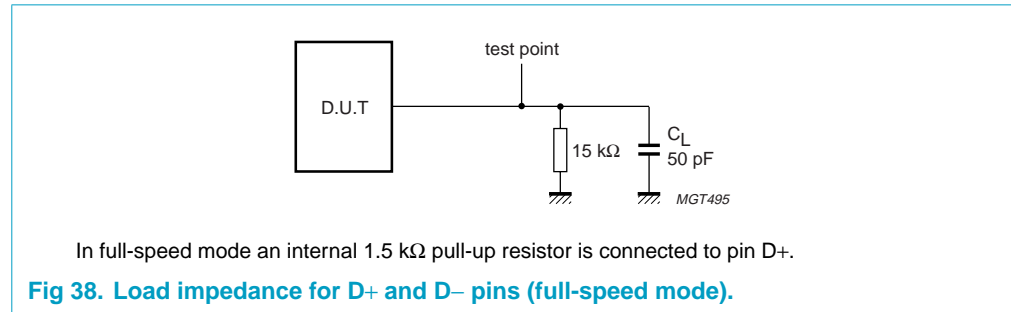 test point
D.U.T
15 kΩ
CL
50 pF
MGT495
In full-speed mode an internal 1.5 kΩ pull-up resistor is connected to pin D+.
Fig 38. Load impedance for D+ and D− pins (full-speed mode).